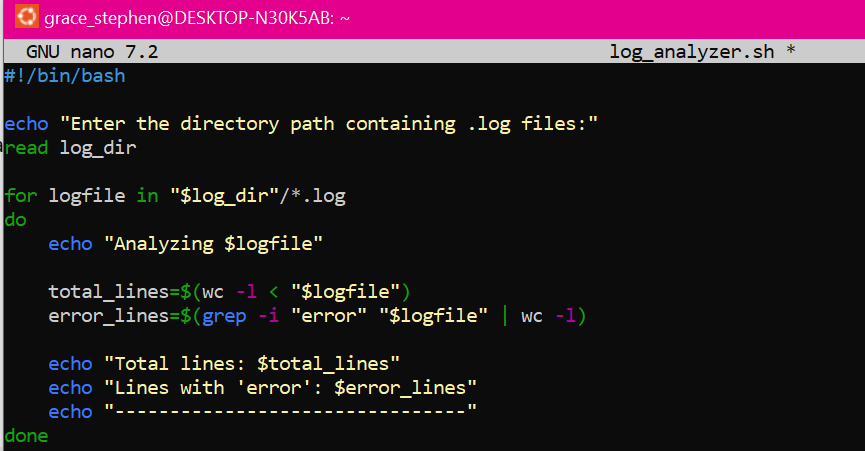 grace_stephen@DESKTOP-N30K5AB: ~
GNU nano 7.2 log_analyzer.sh *
#!/bin/bash
echo "Enter the directory path containing .log files:"
read log_dir
for logfile in "$log_dir"/*.log
do
    echo "Analyzing $logfile"
    total_lines=$(wc -l < "$logfile")
    error_lines=$(grep -i "error" "$logfile" | wc -l)
    echo "Total lines: $total_lines"
    echo "Lines with 'error': $error_lines"
    echo "--------------------------------"
done